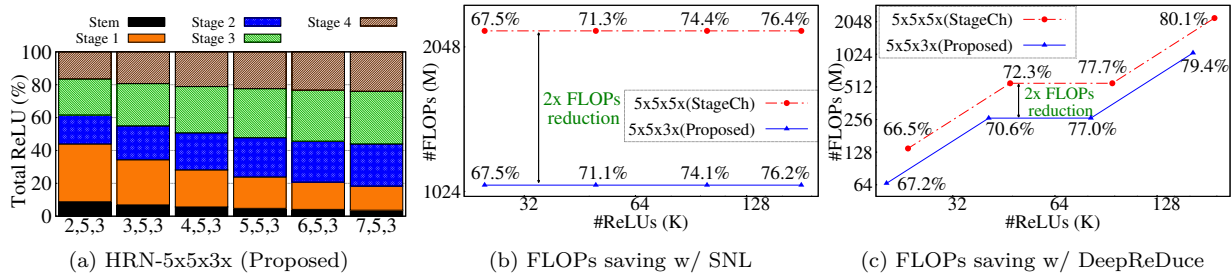 Stem
Stage 1
Stage 2
Stage 3
Stage 4
Total ReLU (%)
100
80
60
40
20
0
2,5,3 3,5,3 4,5,3 5,5,3 6,5,3 7,5,3
(a) HRN-5x5x3x (Proposed)
67.5% 71.3% 74.4% 76.4%
2048
#FLOPs (M)
2x FLOPs
reduction
5x5x5x(StageCh)
5x5x3x(Proposed)
67.5% 71.1% 74.1% 76.2%
1024
32 64 128
#ReLUs (K)
(b) FLOPs saving w/ SNL
5x5x5x(StageCh)
5x5x3x(Proposed)
2048
1024
512
256
128
64
#FLOPs (M)
80.1%
79.4%
72.3% 77.7%
2x FLOPs
reduction
66.5%
70.6% 77.0%
67.2%
32 64 128
#ReLUs (K)
(c) FLOPs saving w/ DeepReDuce